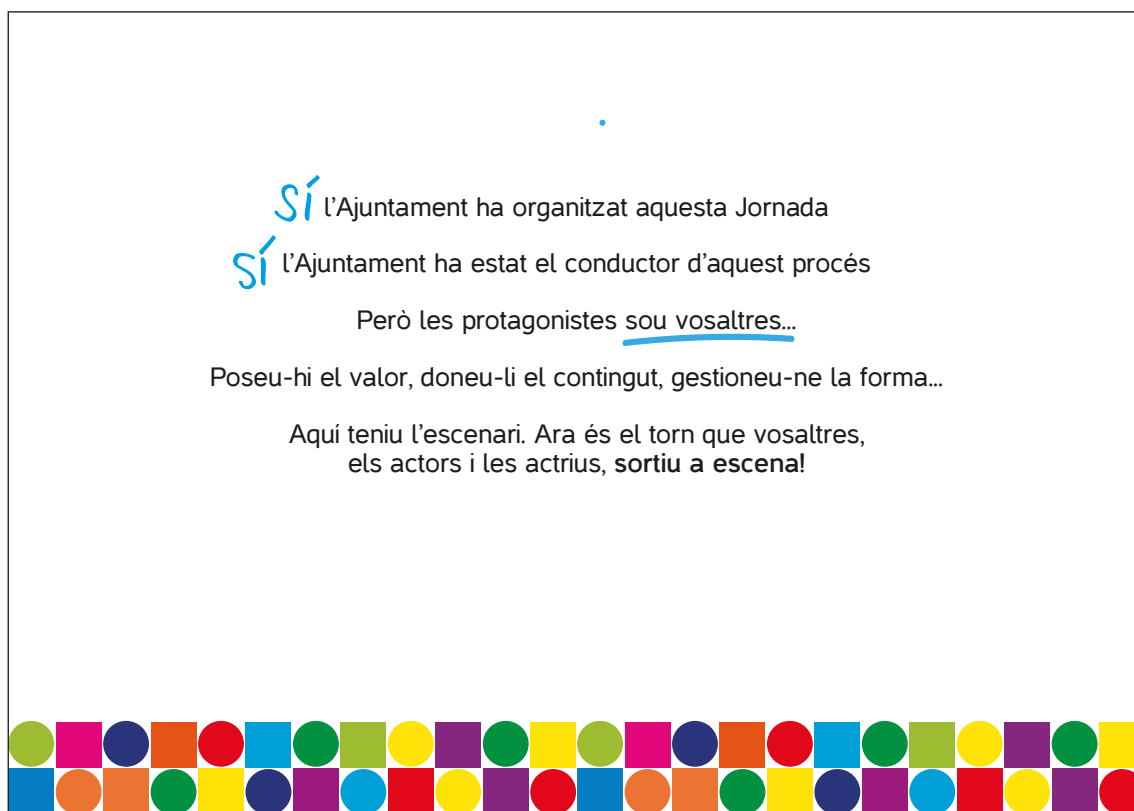 SÍ l'Ajuntament ha organitzat aquesta Jornada
SÍ l'Ajuntament ha estat el conductor d'aquest procés
Però les protagonistes sou vosaltres...
Poseu-hi el valor, doneu-li el contingut, gestioneu-ne la forma...
Aquí teniu l'escenari. Ara és el torn que vosaltres,
els actors i les actrius, sortiu a escena!